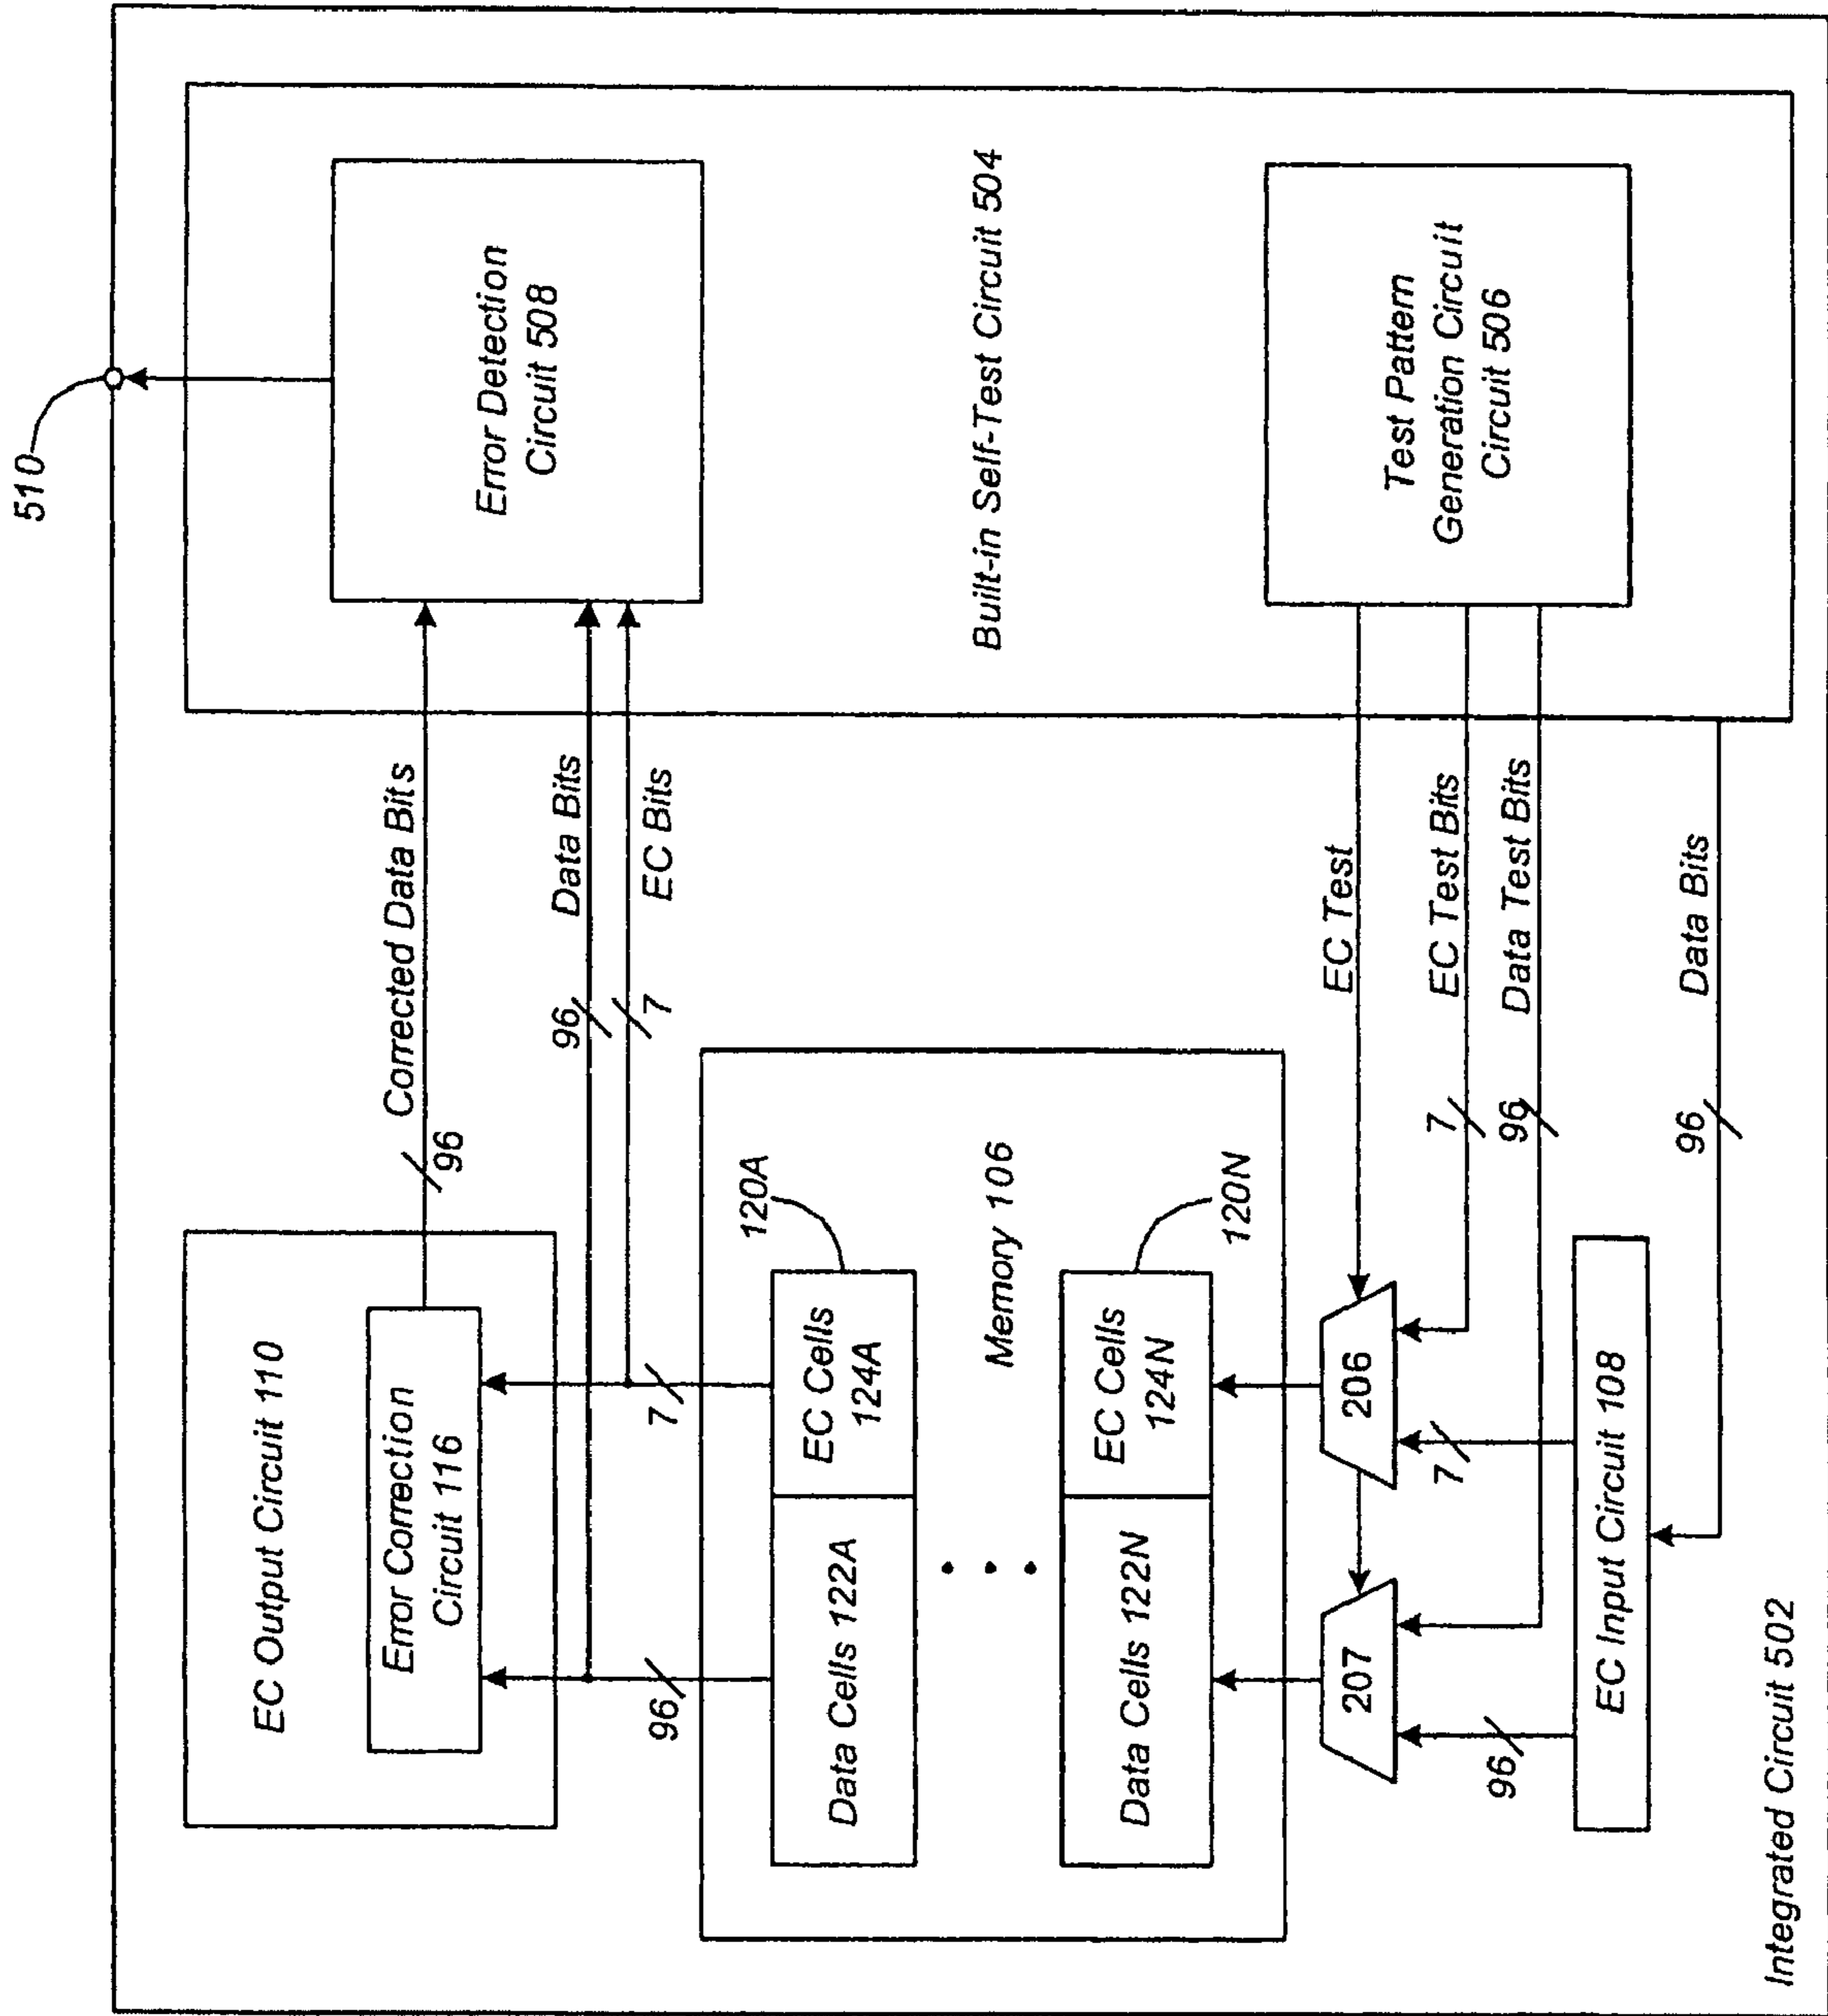 510
EC Output Circuit 110
Error Correction
Circuit 116
96
Corrected Data Bits
Error Detection
Circuit 508
96
Data Bits
7
EC Bits
96
7
Data Cells 122A
EC Cells
124A
120A
Memory 106
Data Cells 122N
EC Cells
124N
120N
Built-in Self-Test Circuit 504
Test Pattern
Generation Circuit
Circuit 506
EC Test
7
EC Test Bits
96
Data Test Bits
207
206
96
7
EC Input Circuit 108
96
Data Bits
Integrated Circuit 502